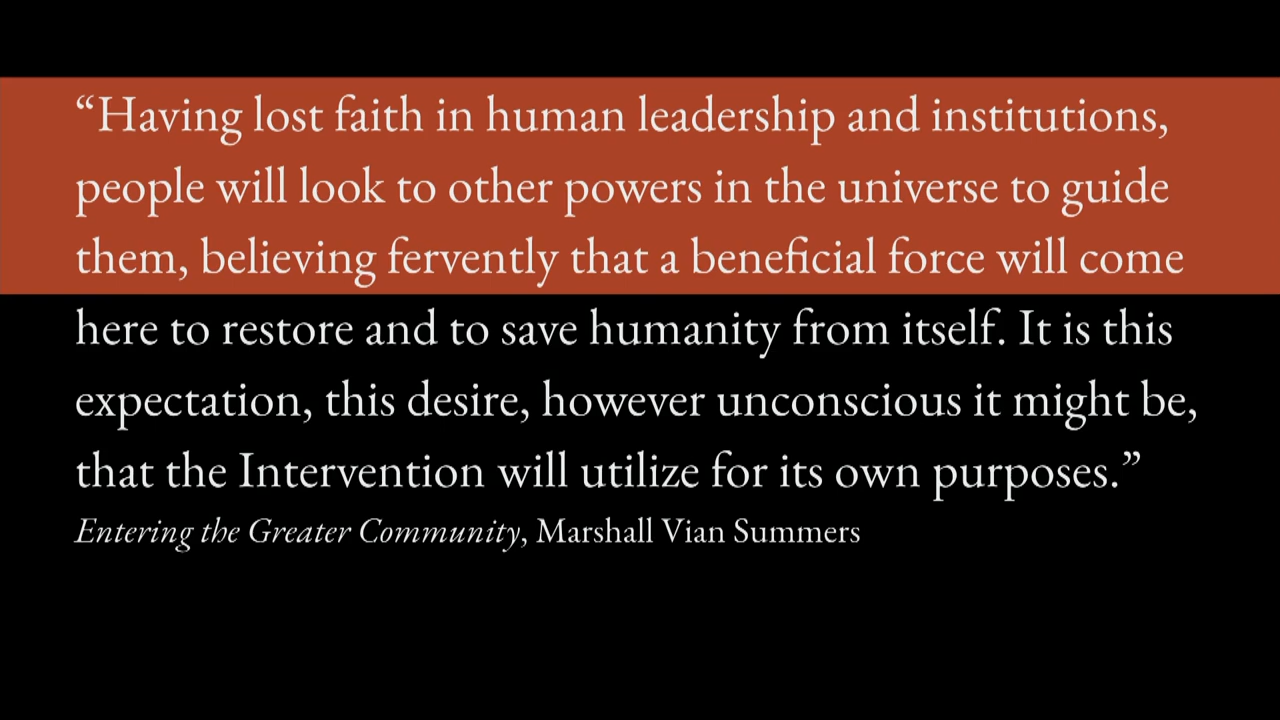 “Having lost faith in human leadership and institutions,
people will look to other powers in the universe to guide
them, believing fervently that a beneficial force will come
here to restore and to save humanity from itself. It is this
expectation, this desire, however unconscious it might be,
that the Intervention will utilize for its own purposes.”
Entering the Greater Community, Marshall Vian Summers